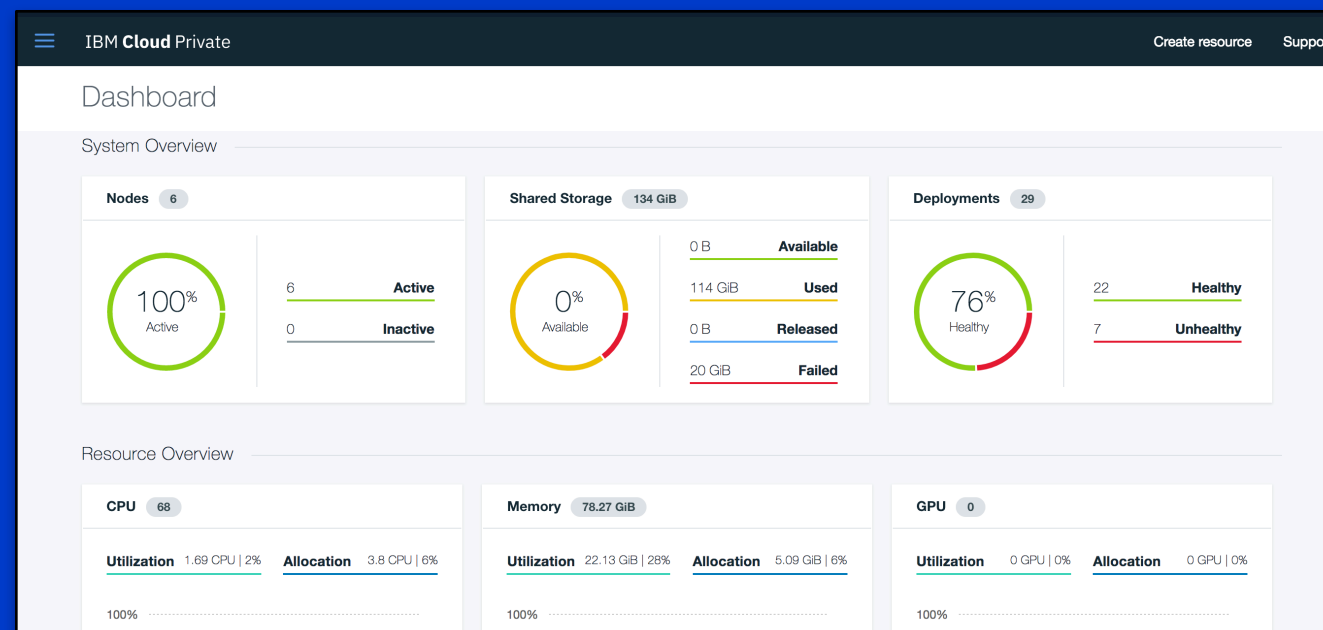 IBM Cloud Private
Create resource
Suppo
Dashboard
System Overview
Nodes 6
100%
Active
6 Active
0 Inactive
Shared Storage 134 GiB
0%
Available
0 B Available
114 GiB Used
0 B Released
20 GiB Failed
Deployments 29
76%
Healthy
22 Healthy
7 Unhealthy
Resource Overview
CPU 68
Utilization 1.69 CPU | 2% Allocation 3.8 CPU | 6%
100%
Memory 78.27 GiB
Utilization 22.13 GiB | 28% Allocation 5.09 GiB | 6%
100%
GPU 0
Utilization 0 GPU | 0% Allocation 0 GPU | 0%
100%